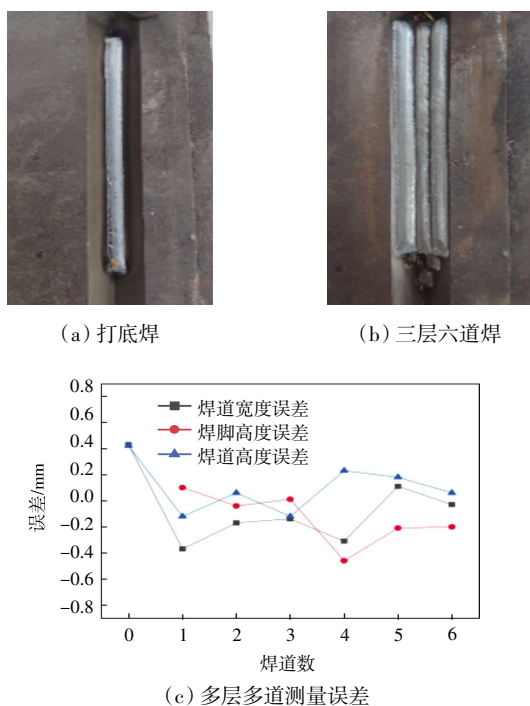 (a)打底焊
(b)三层六道焊
0.8
0.4
0.2
0.0
−0.2
−0.4
−0.6
−0.8
误差/mm
焊道宽度误差
焊脚高度误差
焊道高度误差
0 1 2 3 4 5 6
焊道数
(c)多层多道测量误差